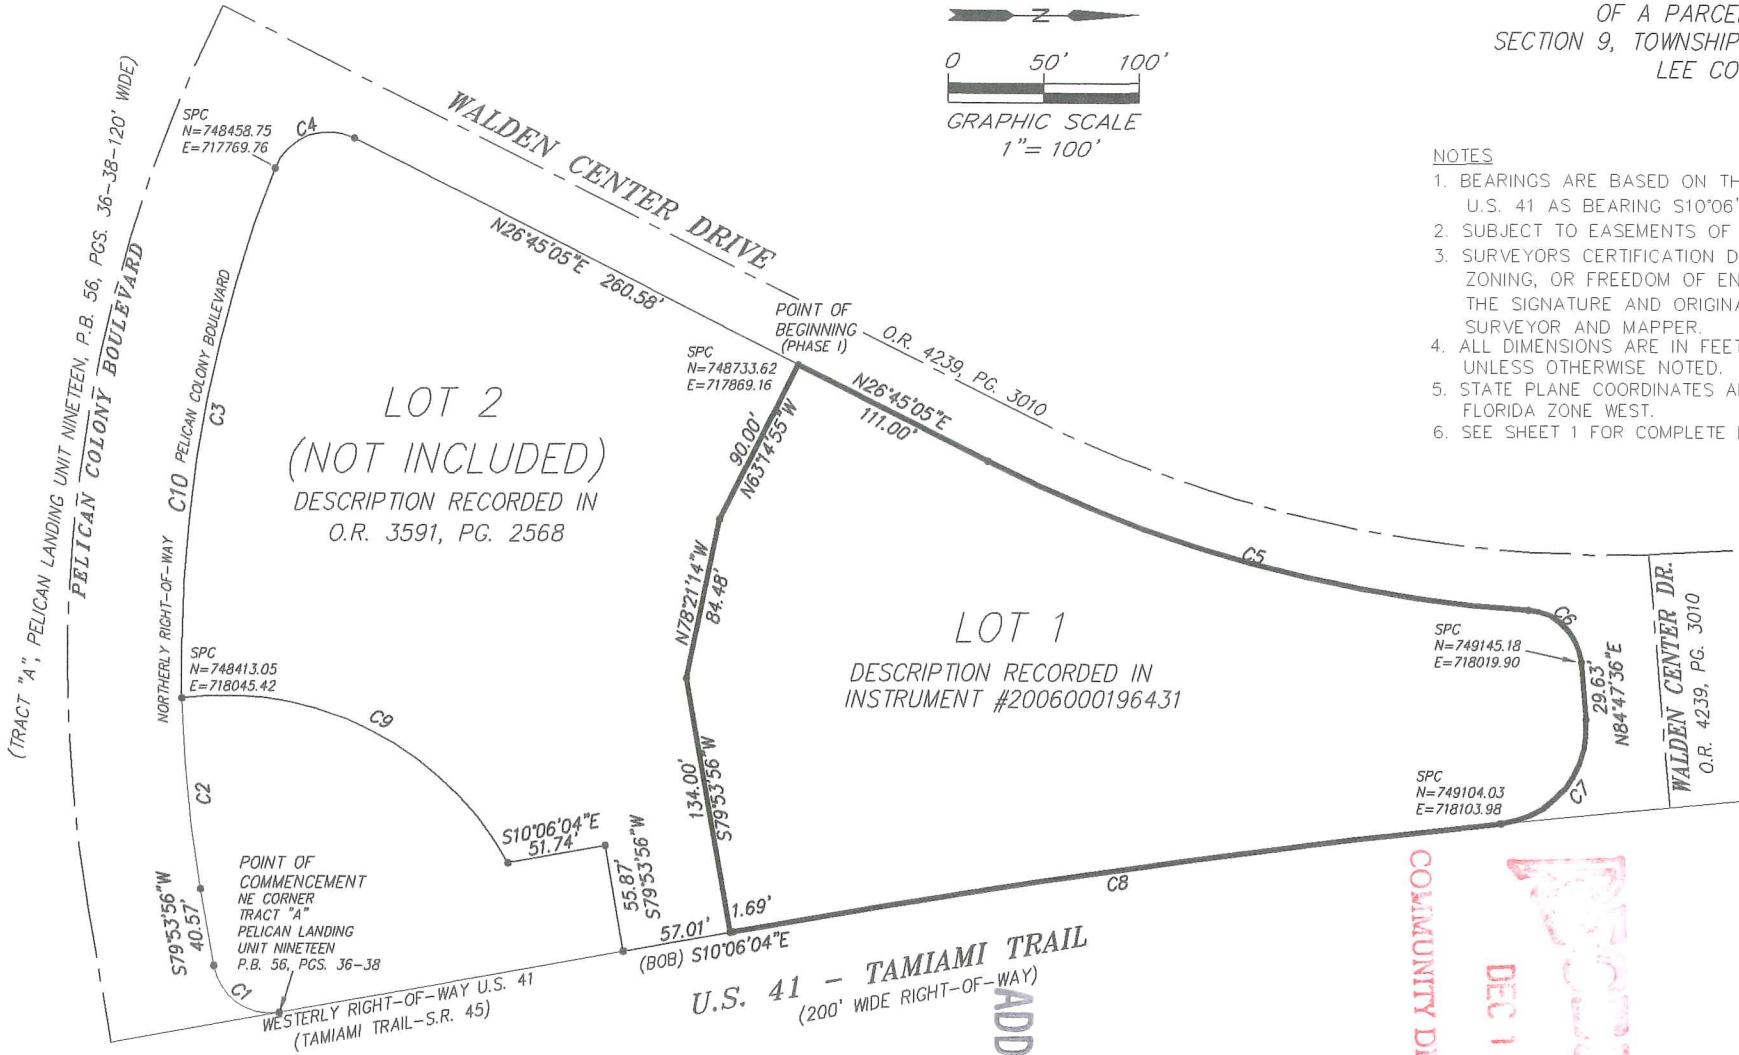 OF A PARCE
SECTION 9, TOWNSHIP
LEE CO
N
0 50' 100'
GRAPHIC SCALE
1"= 100'
NOTES
1. BEARINGS ARE BASED ON TH
U.S. 41 AS BEARING S10°06'
2. SUBJECT TO EASEMENTS OF
3. SURVEYORS CERTIFICATION D
ZONING, OR FREEDOM OF EN
THE SIGNATURE AND ORIGINA
SURVEYOR AND MAPPER.
4. ALL DIMENSIONS ARE IN FEET
UNLESS OTHERWISE NOTED.
5. STATE PLANE COORDINATES A
FLORIDA ZONE WEST.
6. SEE SHEET 1 FOR COMPLETE
(TRACT "A", PELICAN LANDING UNIT NINETEEN, P.B. 56, PGS. 36-38-120' WIDE)
PELICAN COLONY BOULEVARD
SPC
N=748458.75
E=717769.76
C4
WALDEN CENTER DRIVE
N26°45'05"E 260.58'
NORTHERLY RIGHT-OF-WAY C10 PELICAN COLONY BOULEVARD
C3
POINT OF
BEGINNING
(PHASE I)
O.R. 4239, PG. 3010
SPC
N=748733.62
E=717869.16
N26°45'05"E
111.00'
LOT 2
(NOT INCLUDED)
DESCRIPTION RECORDED IN
O.R. 3591, PG. 2568
90.00'
N63°14'55"W
N78°21'14"W
84.48'
C5
C6
LOT 1
DESCRIPTION RECORDED IN
INSTRUMENT #2006000196431
SPC
N=749145.18
E=718019.90
29.63'
N84°47'36"E
WALDEN CENTER DR.
O.R. 4239, PG. 3010
SPC
N=748413.05
E=718045.42
C9
C2
134.00'
S79°53'56"W
SPC
N=749104.03
E=718103.98
C7
C8
S10°06'04"E
51.74'
55.87'
S79°53'56"W
S79°53'56"W
40.57'
POINT OF
COMMENCEMENT
NE CORNER
TRACT "A"
PELICAN LANDING
UNIT NINETEEN
P.B. 56, PGS. 36-38
C1
57.01'
1.69'
(BOB) S10°06'04"E
WESTERLY RIGHT-OF-WAY U.S. 41
(TAMIAMI TRAIL-S.R. 45)
U.S. 41 - TAMIAMI TRAIL
(200' WIDE RIGHT-OF-WAY)
ADD
COMMUNITY D
DEC 1